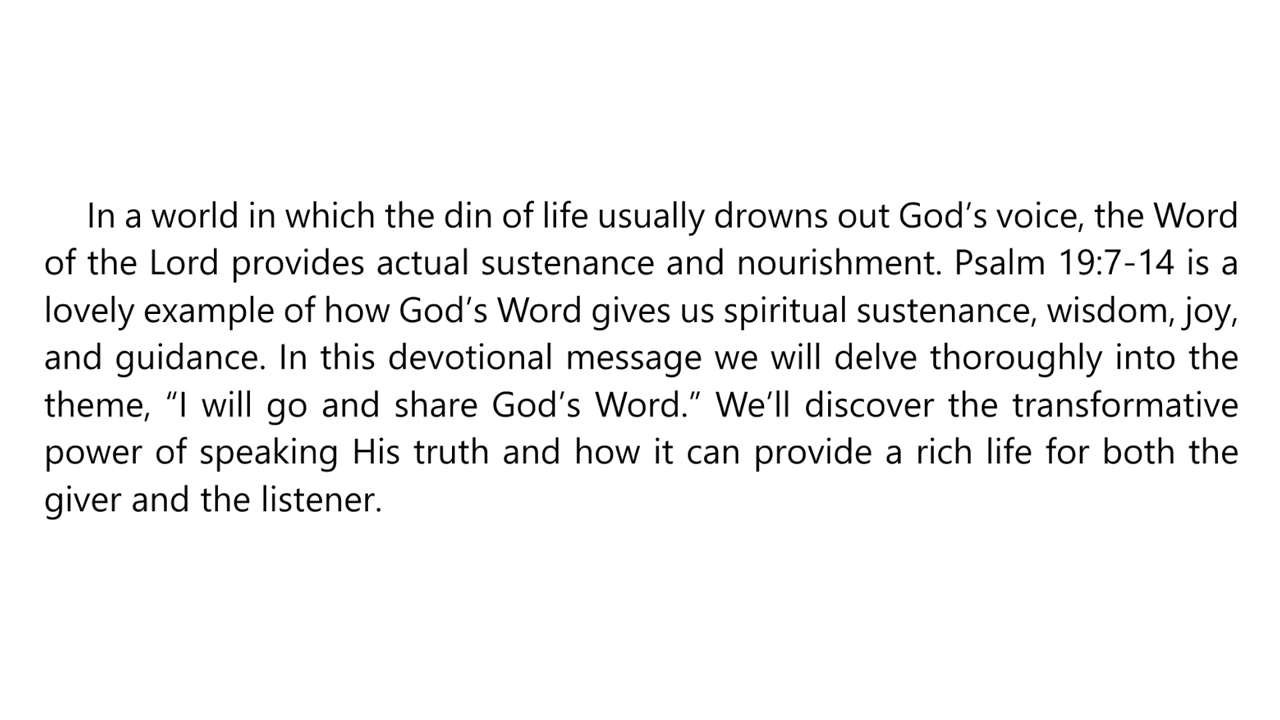 In a world in which the din of life usually drowns out God’s voice, the Word
of the Lord provides actual sustenance and nourishment. Psalm 19:7-14 is a
lovely example of how God’s Word gives us spiritual sustenance, wisdom, joy,
and guidance. In this devotional message we will delve thoroughly into the
theme, “I will go and share God’s Word.” We’ll discover the transformative
power of speaking His truth and how it can provide a rich life for both the
giver and the listener.